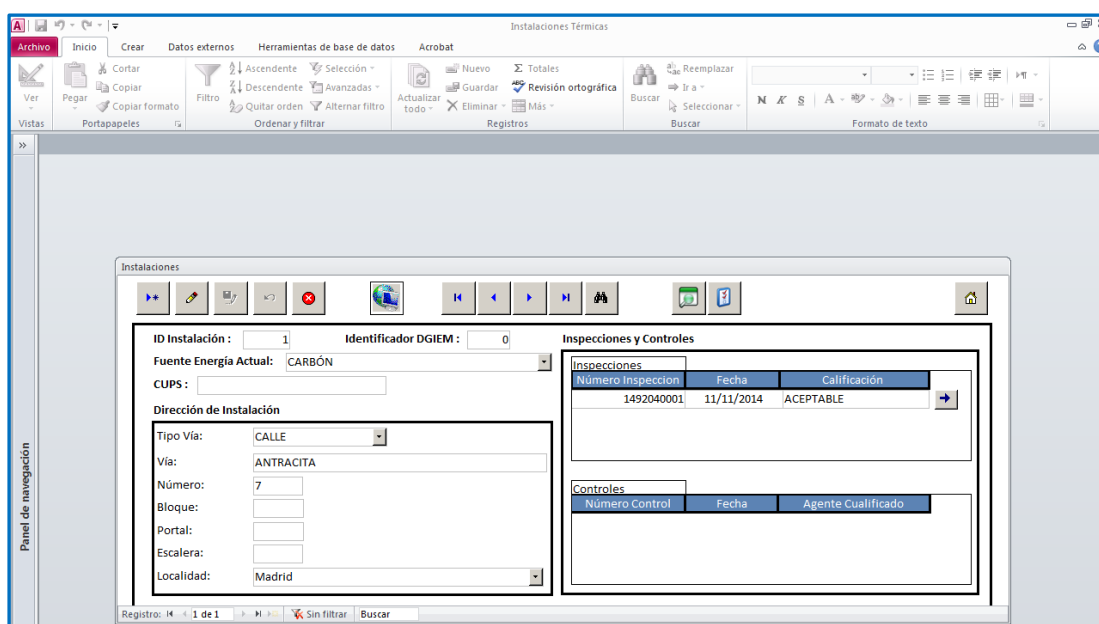 Instalaciones Térmicas
Archivo Inicio Crear Datos externos Herramientas de base de datos Acrobat
Ver
Vistas
Pegar
Cortar
Copiar
Copiar formato
Portapapeles
Filtro
Ascendente
Descendente
Quitar orden
Selección
Avanzadas
Alternar filtro
Ordenar y filtrar
Actualizar
todo
Nuevo
Guardar
Eliminar
Totales
Revisión ortográfica
Más
Registros
Buscar
Reemplazar
Ir a
Seleccionar
Buscar
N K S A
Formato de texto
Panel de navegación
Instalaciones
ID Instalación : 1 Identificador DGIEM : 0
Fuente Energía Actual: CARBÓN
CUPS :
Dirección de Instalación
Tipo Vía: CALLE
Vía: ANTRACITA
Número: 7
Bloque:
Portal:
Escalera:
Localidad: Madrid
Inspecciones y Controles
Inspecciones
Número Inspeccion Fecha Calificación
1492040001 11/11/2014 ACEPTABLE
Controles
Número Control Fecha Agente Cualificado
Registro: 1 de 1 Sin filtrar Buscar